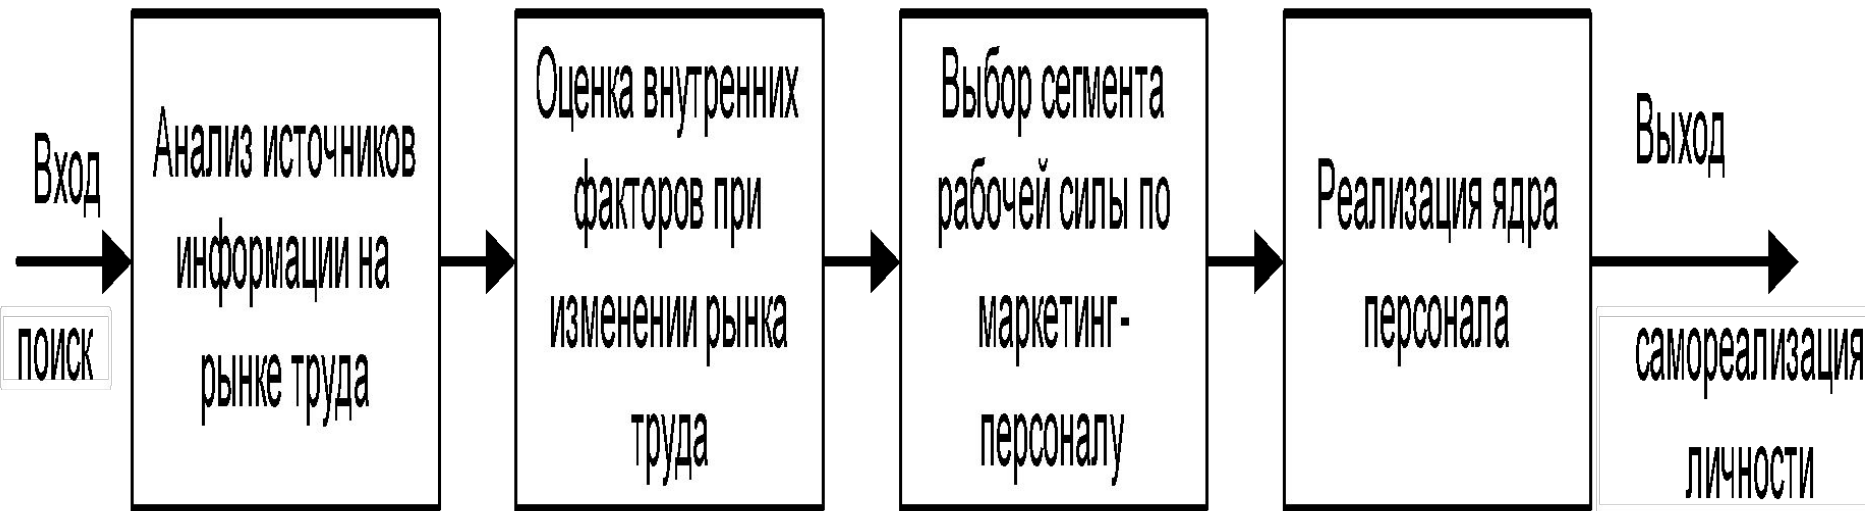 Вход
поиск
Анализ источников
информации на
рынке труда
Оценка внутренних
факторов при
изменении рынка
труда
Выбор сегмента
рабочей силы по
маркетинг-
персоналу
Реализация ядра
персонала
Выход
самореализация
личности